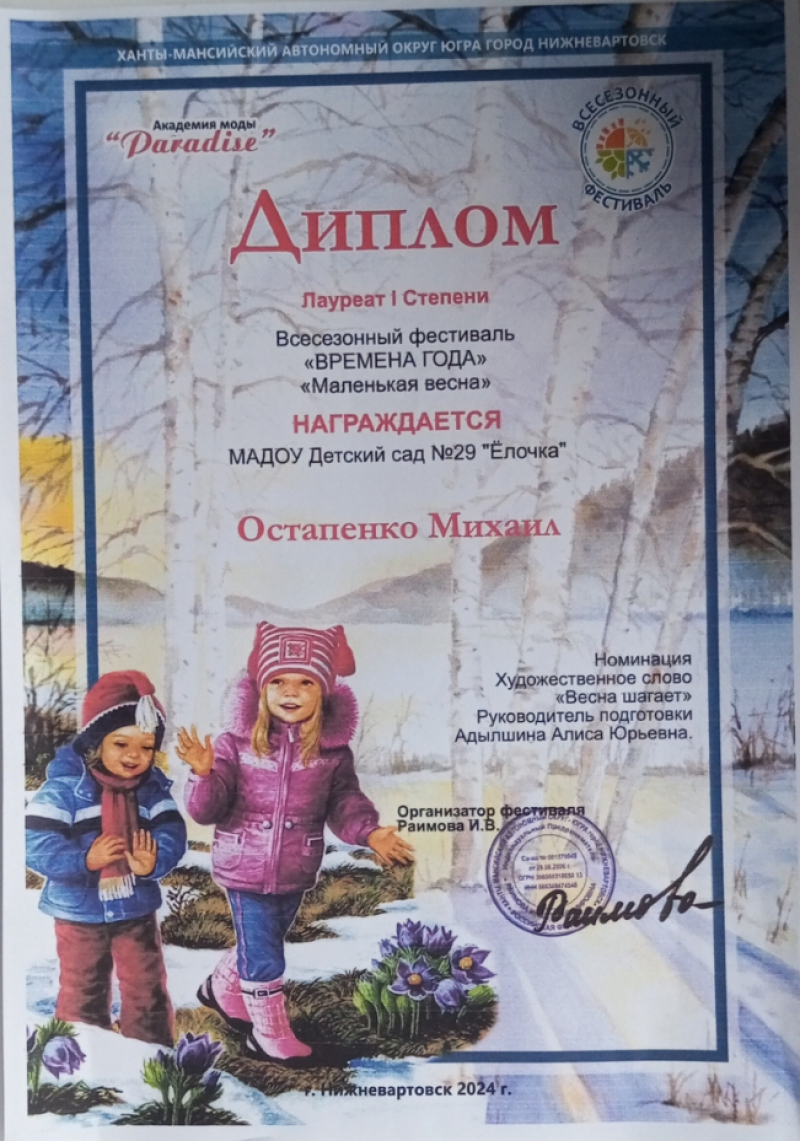 ХАНТЫ-МАНСИЙСКИЙ АВТОНОМНЫЙ ОКРУГ ЮГРА ГОРОД НИЖНЕВАРТОВСК
Академия моды
"Paradise"
ВСЕСЕЗОННЫЙ
ФЕСТИВАЛЬ
Диплом
Лауреат I Степени
Всесезонный фестиваль
«ВРЕМЕНА ГОДА»
«Маленькая весна»
НАГРАЖДАЕТСЯ
МАДОУ Детский сад №29 "Ёлочка"
Остапенко Михаил
Номинация
Художественное слово
«Весна шагает»
Руководитель подготовки
Адылшина Алиса Юрьевна.
Организатор фестиваля
Раимова И.В.
Раимова
г. Нижневартовск 2024 г.